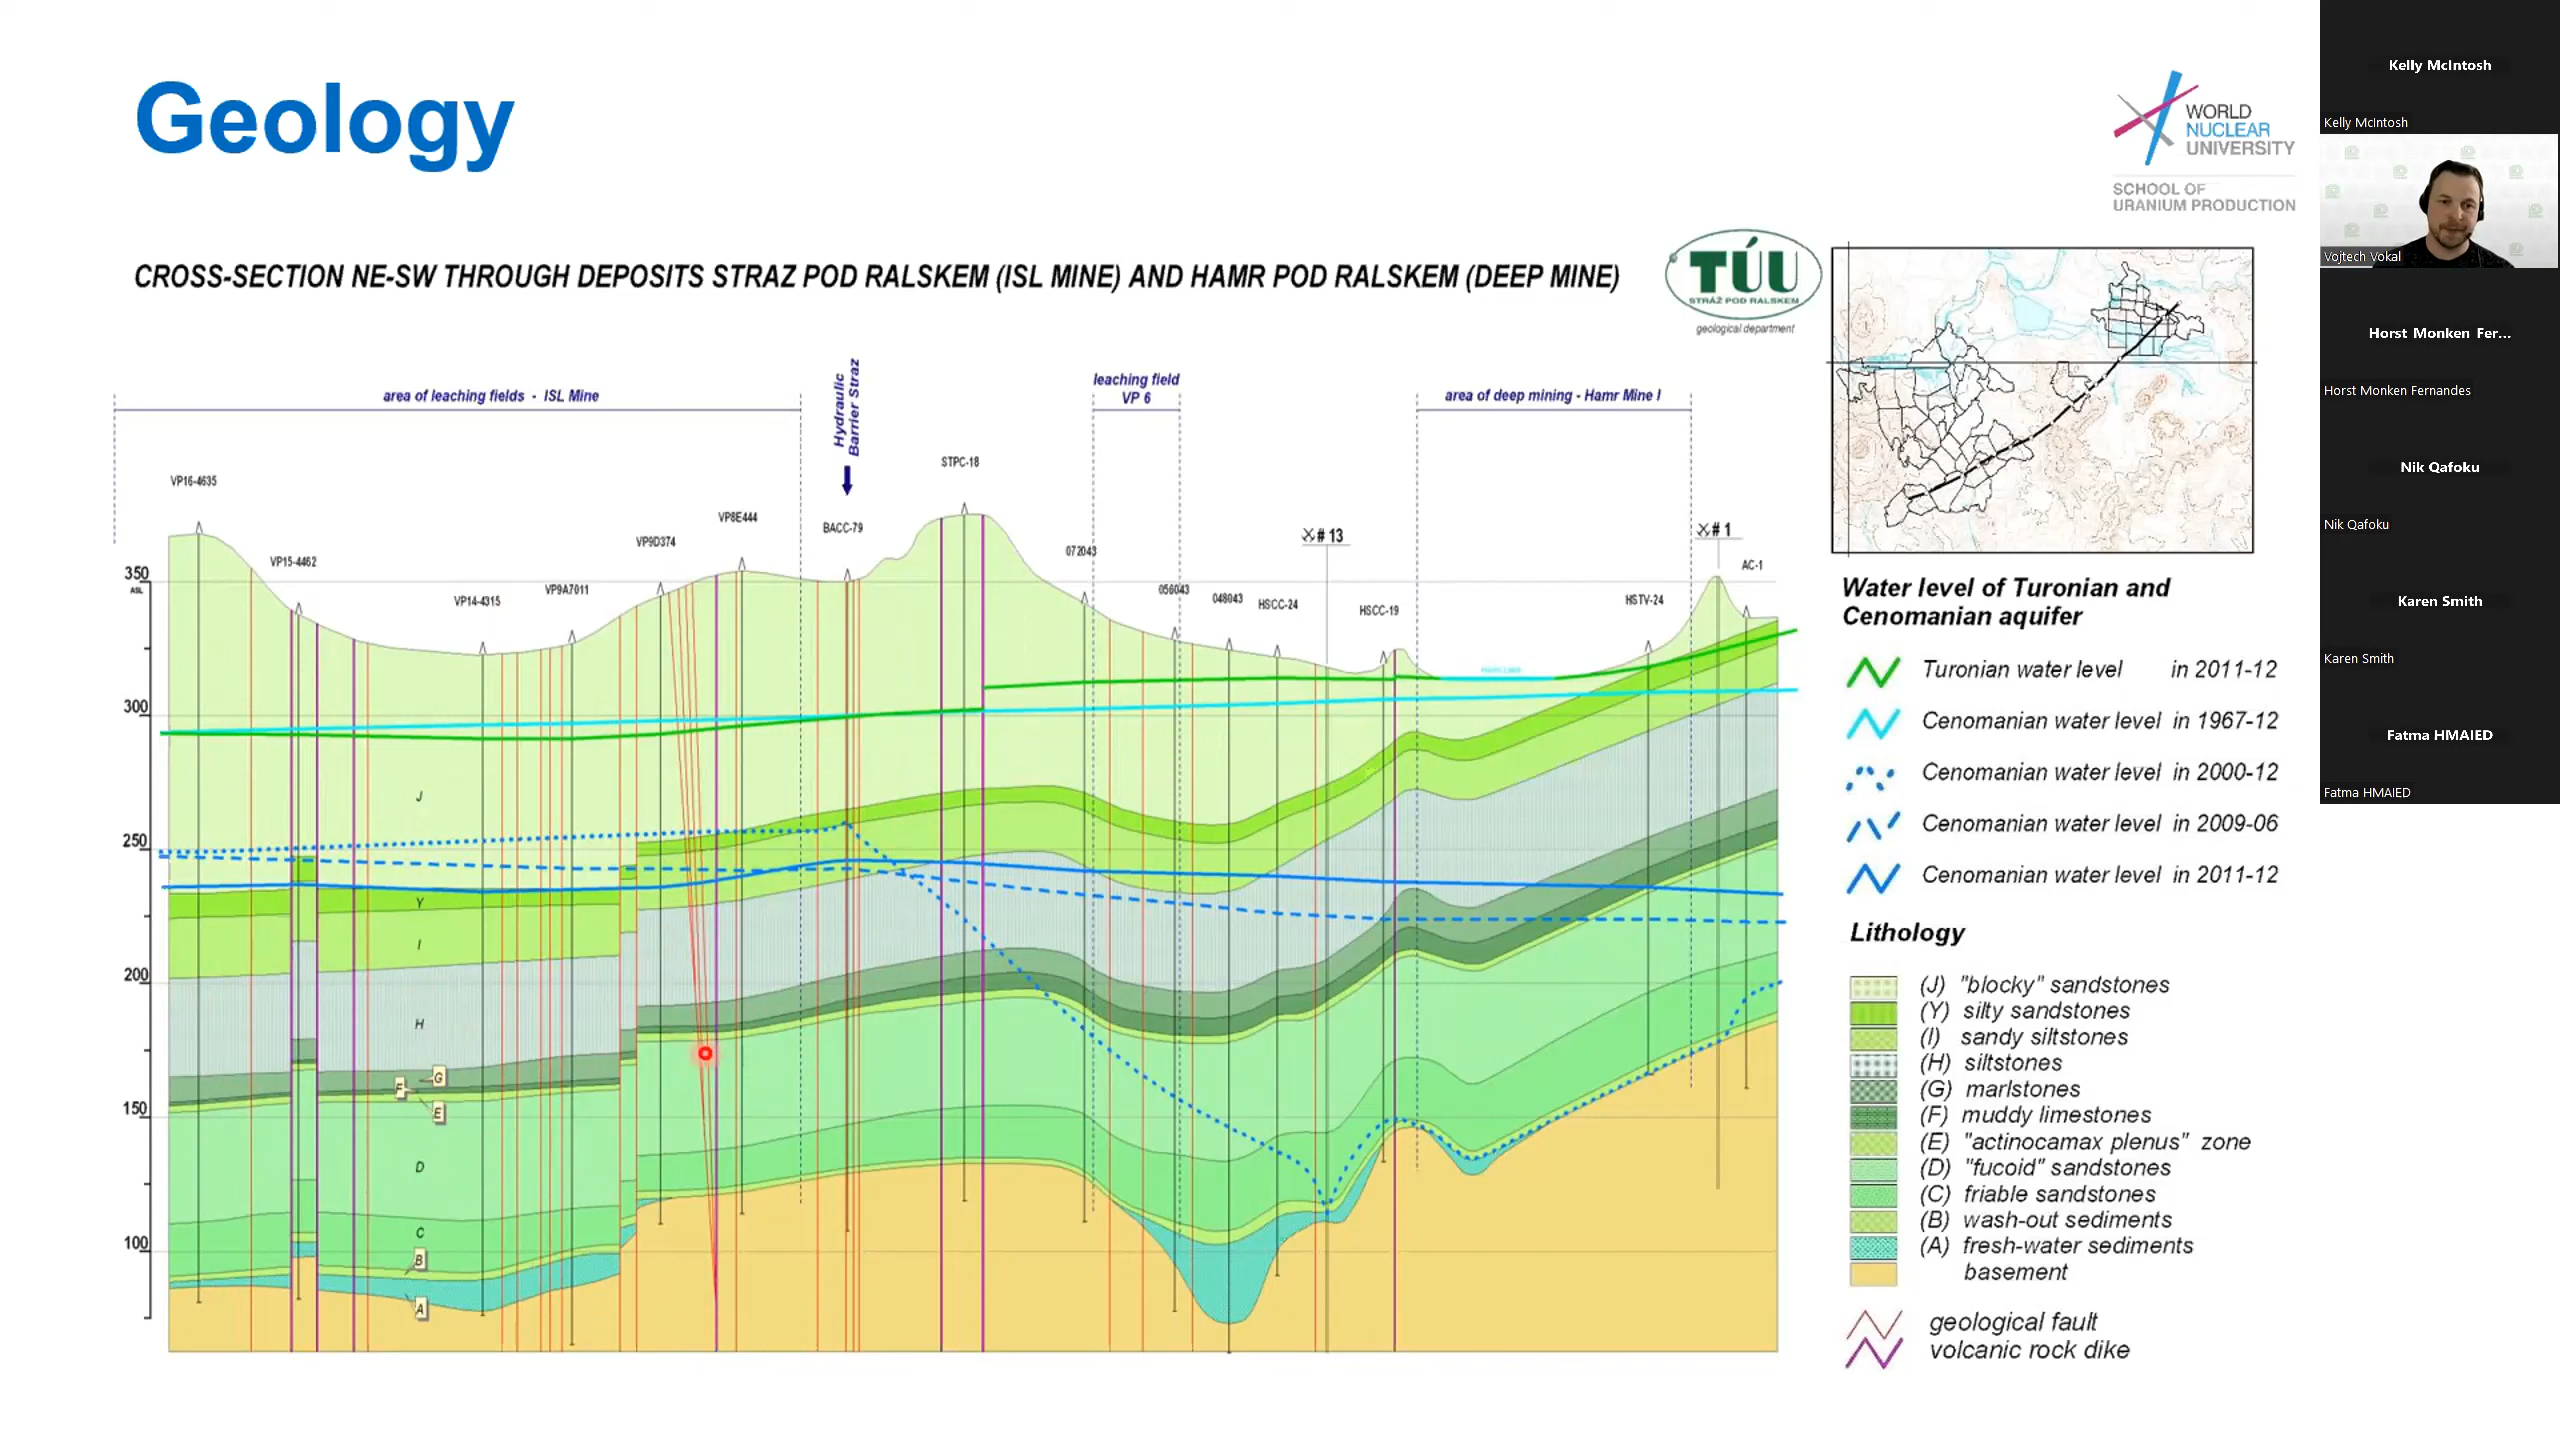 Geology
WORLD
NUCLEAR
UNIVERSITY
SCHOOL OF
URANIUM PRODUCTION
CROSS-SECTION NE-SW THROUGH DEPOSITS STRAZ POD RALSKEM (ISL MINE) AND HAMR POD RALSKEM (DEEP MINE)
TÚU
STRÁŽ POD RALSKEM
geological department
area of leaching fields - ISL Mine
Hydraulic
Barrier Straz
leaching field
VP 6
area of deep mining - Hamr Mine I
VP16-4635
VP15-4462
VP14-4315
VP9A7011
VP9D374
VP8E444
BACC-79
STPC-18
072043
056043
048043
HSCC-24
# 13
HSCC-19
HSTV-24
# 1
AC-1
350
ASL
300
250
200
150
100
J
Y
I
H
G
F
E
D
C
B
A
Water level of Turonian and
Cenomanian aquifer
Turonian water level in 2011-12
Cenomanian water level in 1967-12
Cenomanian water level in 2000-12
Cenomanian water level in 2009-06
Cenomanian water level in 2011-12
Lithology
(J) "blocky" sandstones
(Y) silty sandstones
(I) sandy siltstones
(H) siltstones
(G) marlstones
(F) muddy limestones
(E) "actinocamax plenus" zone
(D) "fucoid" sandstones
(C) friable sandstones
(B) wash-out sediments
(A) fresh-water sediments
basement
geological fault
volcanic rock dike
Kelly McIntosh
Kelly McIntosh
Vojtech Vokal
Horst Monken Fer...
Horst Monken Fernandes
Nik Qafoku
Nik Qafoku
Karen Smith
Karen Smith
Fatma HMAIED
Fatma HMAIED